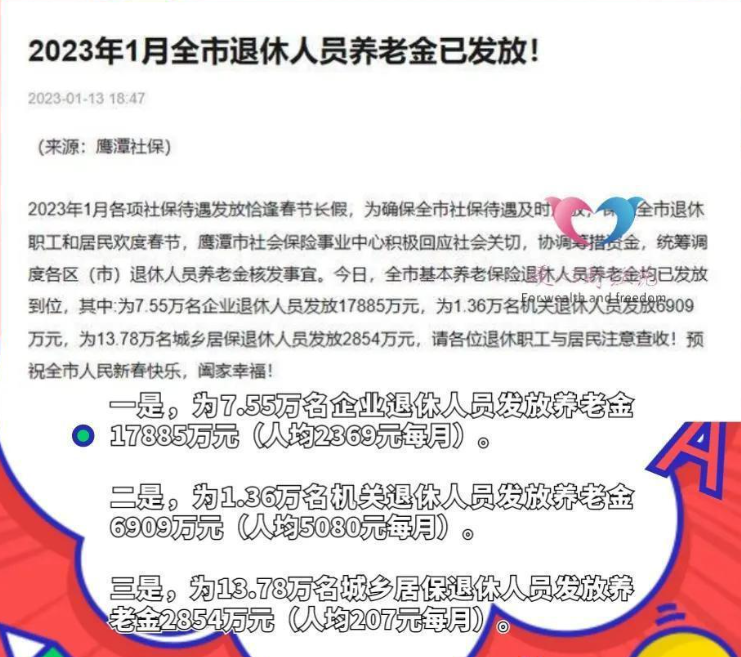 2023年1月全市退休人员养老金已发放！
2023-01-13 18:47
（来源：鹰潭社保）
2023年1月各项社保待遇发放恰逢春节长假，为确保全市社保待遇及时 放，保 全市退休
职工和居民欢度春节，鹰潭市社会保险事业中心积极回应社会关切，协调筹措资金，统筹调
度各区（市）退休人员养老金核发事宜。今日，全市基本养老保险退休人员养老金均已发放
到位，其中:为7.55万名企业退休人员发放17885万元，为1.36万名机关退休人员发放6909
万元，为13.78万名城乡居保退休人员发放2854万元，请各位退休职工与居民注意查收！预
祝全市人民新春快乐，阖家幸福！
For wealth and freedom
一是，为7.55万名企业退休人员发放养老金
17885万元（人均2369元每月）。
二是，为1.36万名机关退休人员发放养老金
6909万元（人均5080元每月）。
三是，为13.78万名城乡居保退休人员发放养
老金2854万元（人均207元每月）。
A